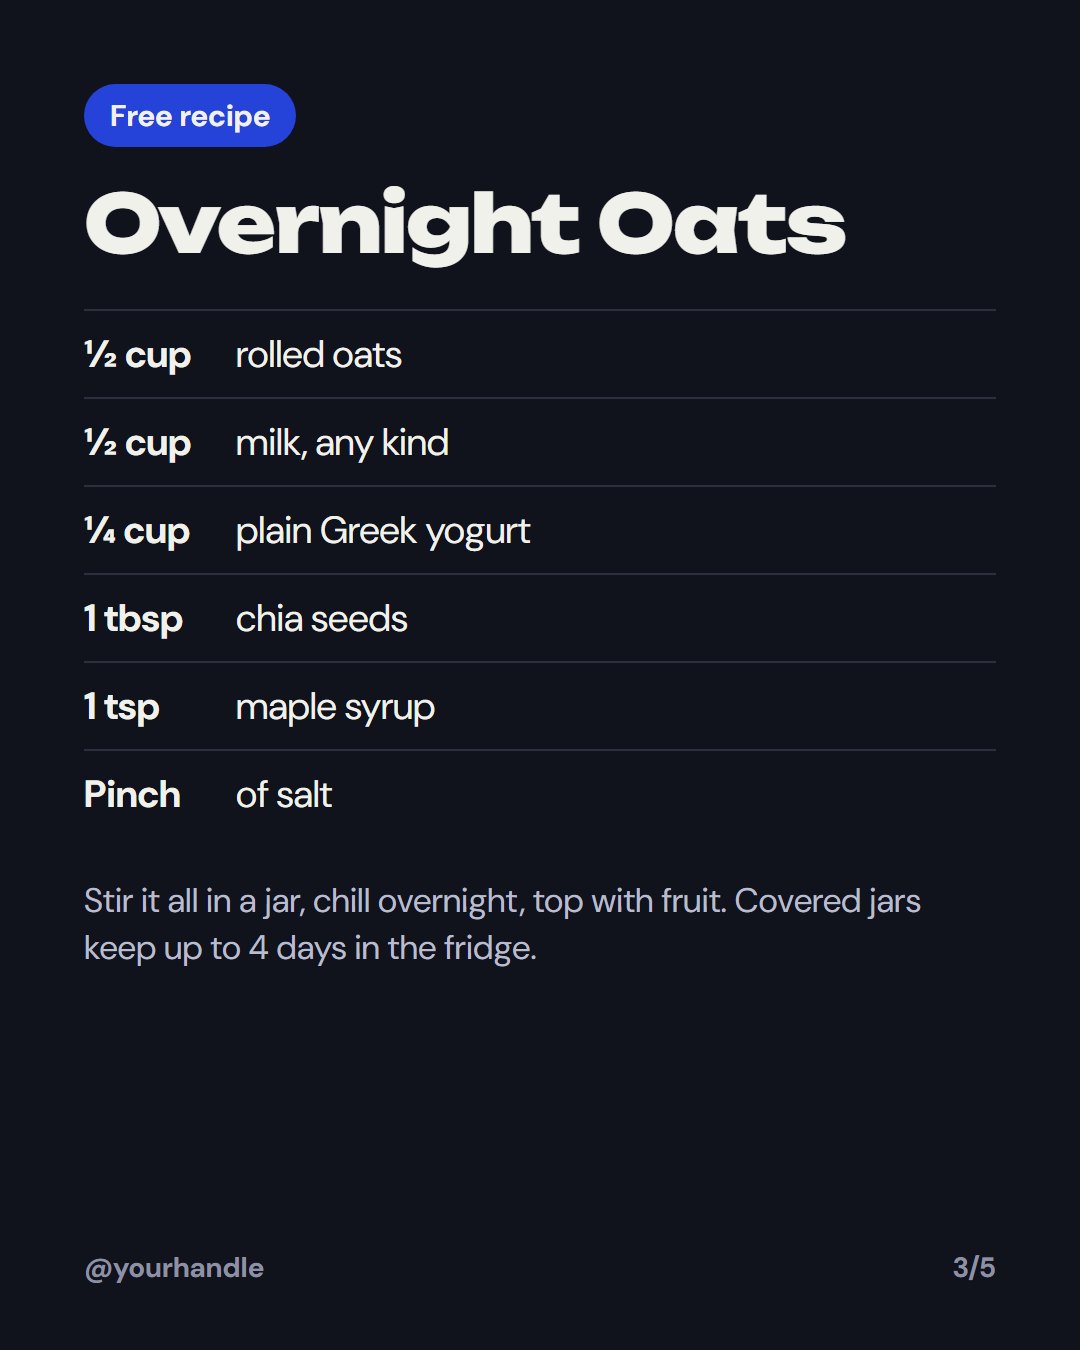 Free recipe
Overnight Oats
½ cup rolled oats
½ cup milk, any kind
¼ cup plain Greek yogurt
1 tbsp chia seeds
1 tsp maple syrup
Pinch of salt
Stir it all in a jar, chill overnight, top with fruit. Covered jars
keep up to 4 days in the fridge.
@yourhandle 3/5